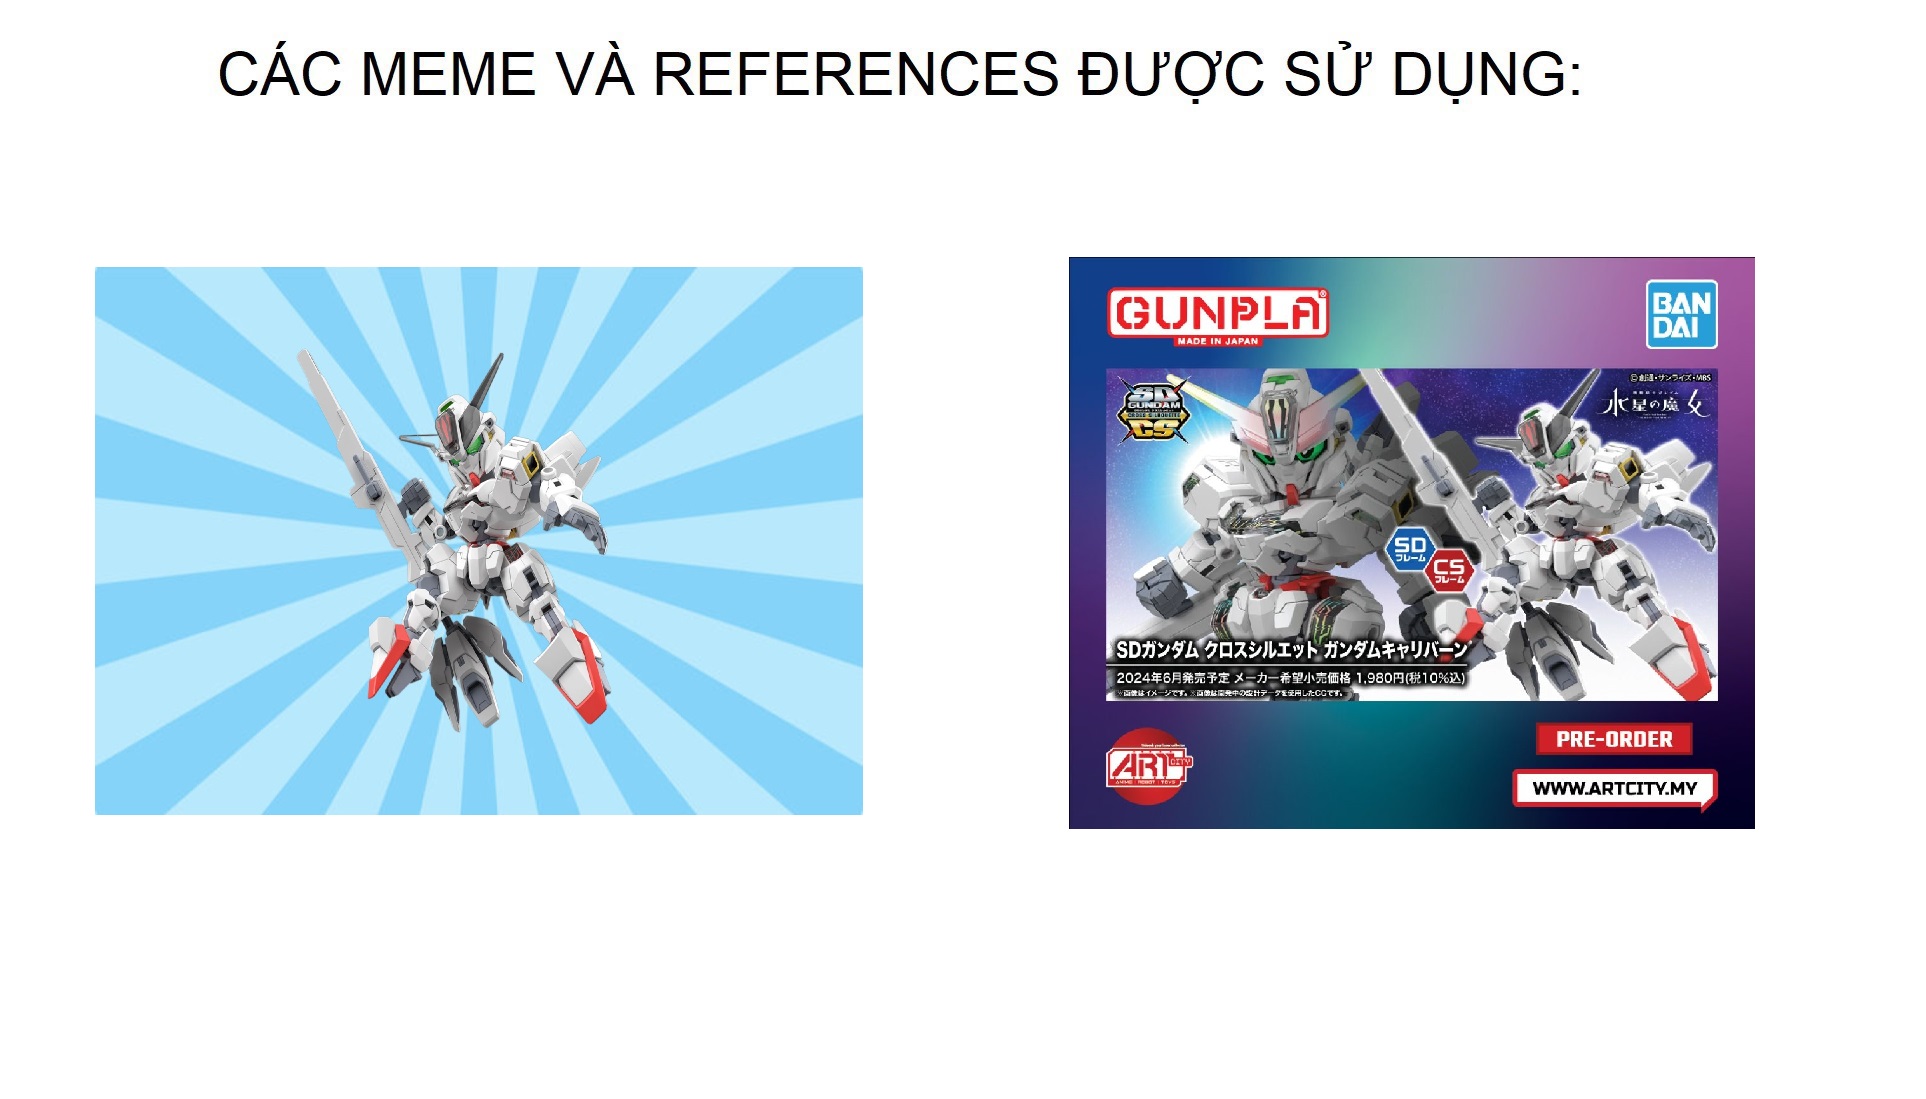 CÁC MEME VÀ REFERENCES ĐƯỢC SỬ DỤNG:
GUNPLA®
MADE IN JAPAN
BAN
DAI
SD
GUNDAM
CS
©創通・サンライズ・MBS
水星の魔女
SD
フレーム
CS
フレーム
SDガンダム クロスシルエット ガンダムキャリバーン
2024年6月発売予定 メーカー希望小売価格 1,980円(税10%込)
※画像はイメージです。※画像は開発中の設計データを使用したCGです。
ART
CITY
ANIME | ROBOT | TOYS
PRE-ORDER
WWW.ARTCITY.MY